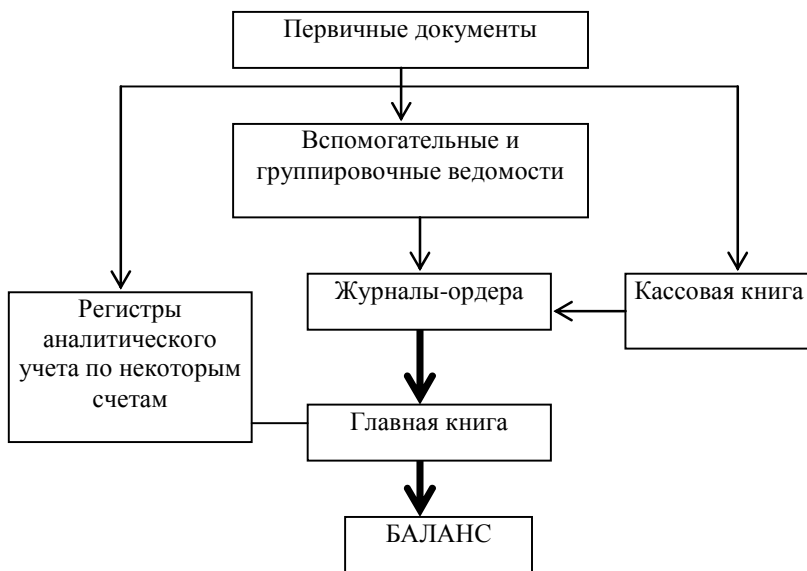 Первичные документы
Вспомогательные и
группировочные ведомости
Журналы-ордера
Кассовая книга
Регистры
аналитического
учета по некоторым
счетам
Главная книга
БАЛАНС